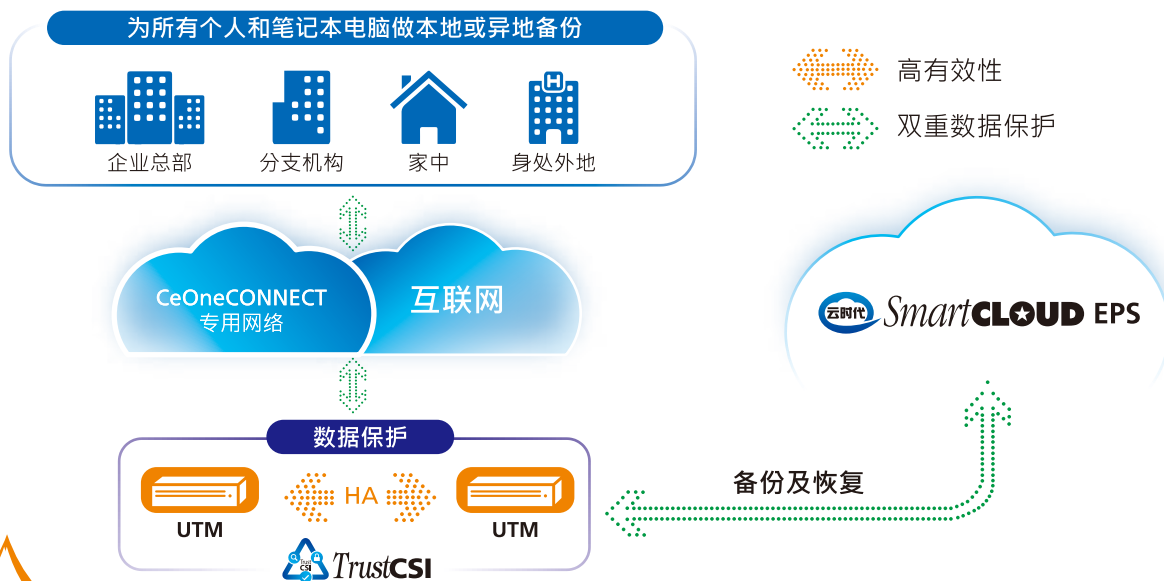 为所有个人和笔记本电脑做本地或异地备份
H
企业总部
分支机构
家中
身处外地
高有效性
双重数据保护
CeOneCONNECT
专用网络
互联网
云时代 SmartCLOUD EPS
数据保护
HA
UTM
UTM
Trust
CSI
TrustCSI
备份及恢复